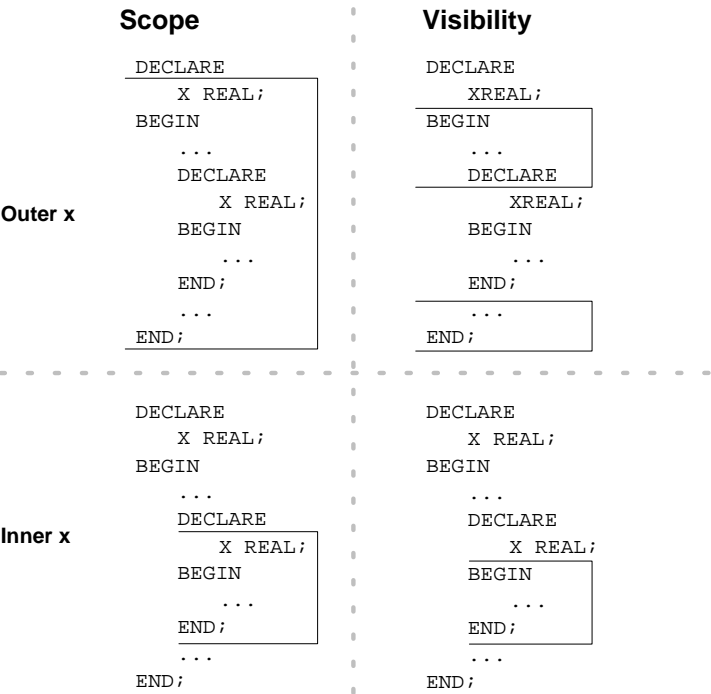 Scope
DECLARE
X REAL;
BEGIN
...
DECLARE
X REAL;
BEGIN
...
END;
...
END;
Visibility
DECLARE
XREAL;
BEGIN
...
DECLARE
XREAL;
BEGIN
...
END;
...
END;
Outer x
DECLARE
X REAL;
BEGIN
...
DECLARE
X REAL;
BEGIN
...
END;
...
END;
DECLARE
X REAL;
BEGIN
...
DECLARE
X REAL;
BEGIN
...
END;
...
END;
Inner x